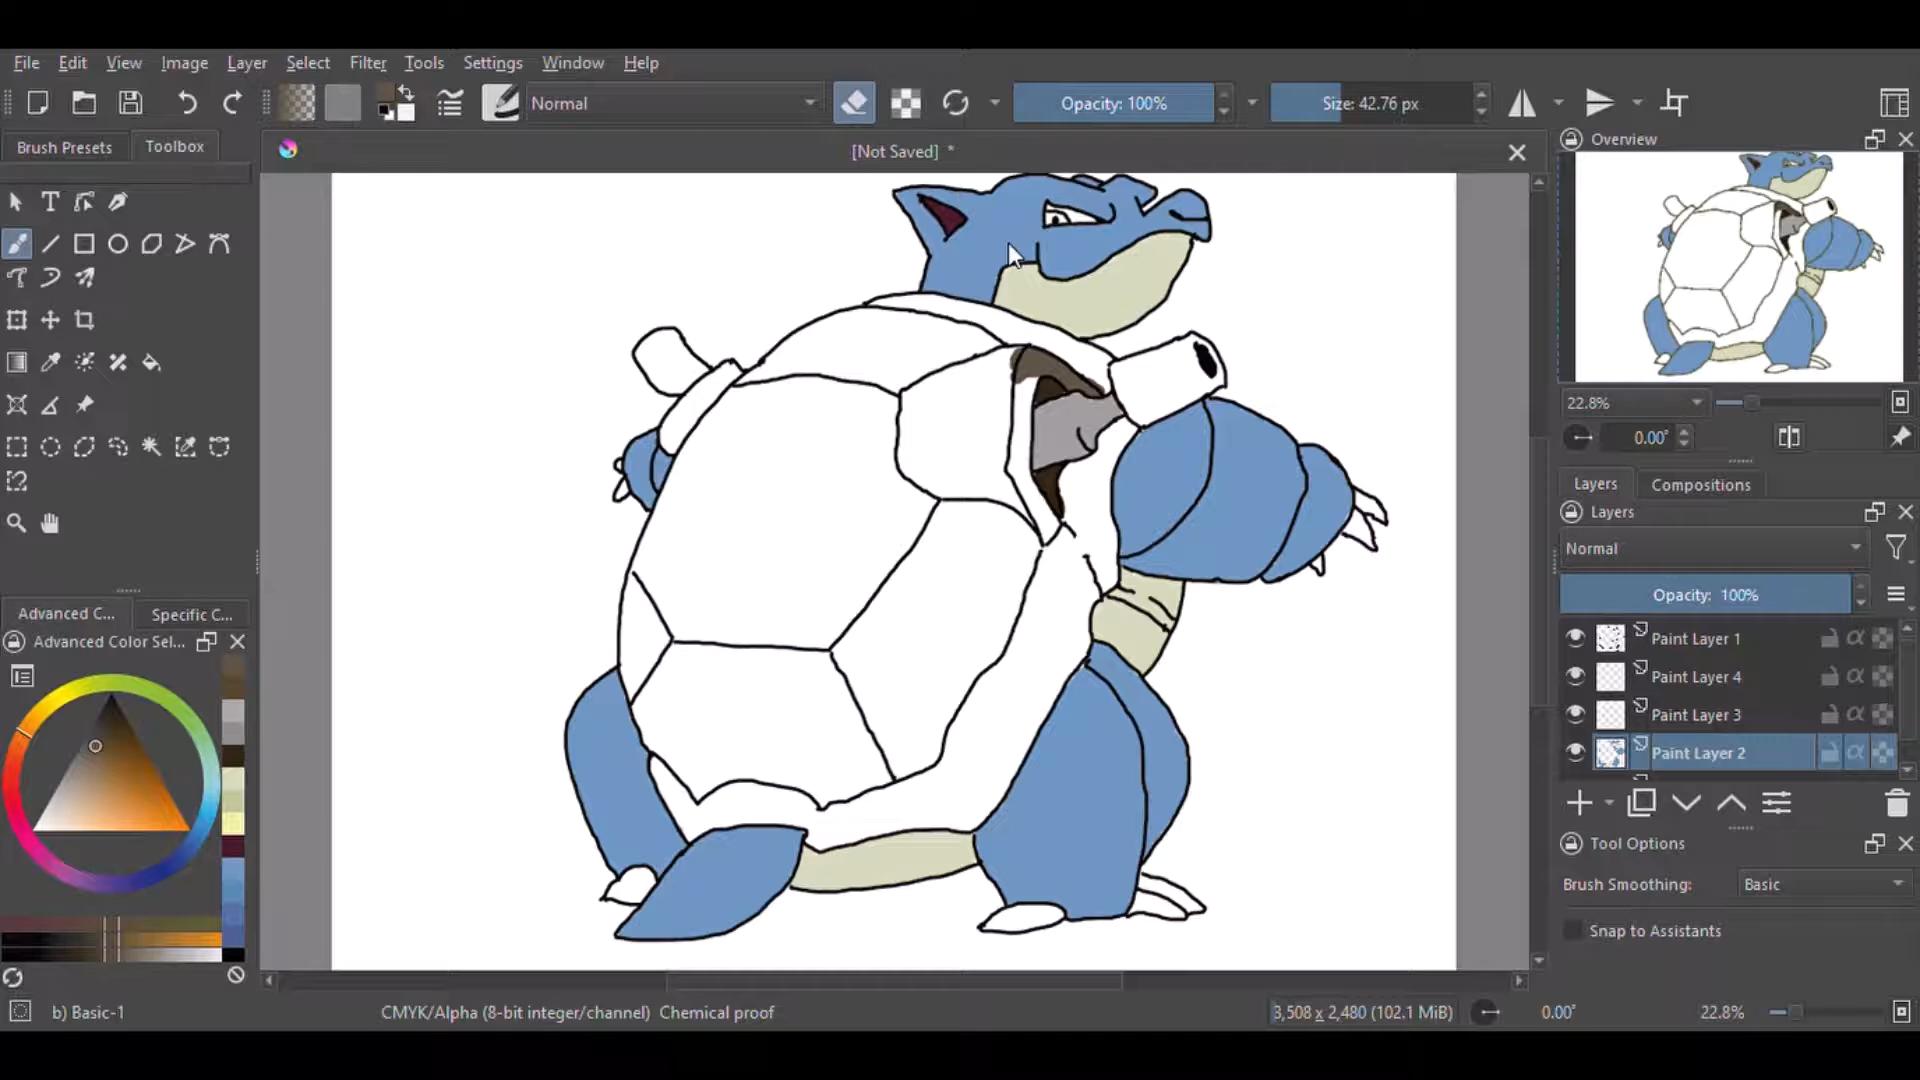 File Edit View Image Layer Select Filter Tools Settings Window Help
Normal
Opacity: 100%
Size: 42.76 px
Brush Presets Toolbox
[Not Saved] *
Overview
22.8%
0.00°
Layers Compositions
Layers
Normal
Opacity: 100%
Paint Layer 1
Paint Layer 4
Paint Layer 3
Paint Layer 2
Advanced C... Specific C...
Advanced Color Sel...
Tool Options
Brush Smoothing: Basic
Snap to Assistants
b) Basic-1
CMYK/Alpha (8-bit integer/channel) Chemical proof
3,508 x 2,480 (102.1 MiB)
0.00°
22.8%